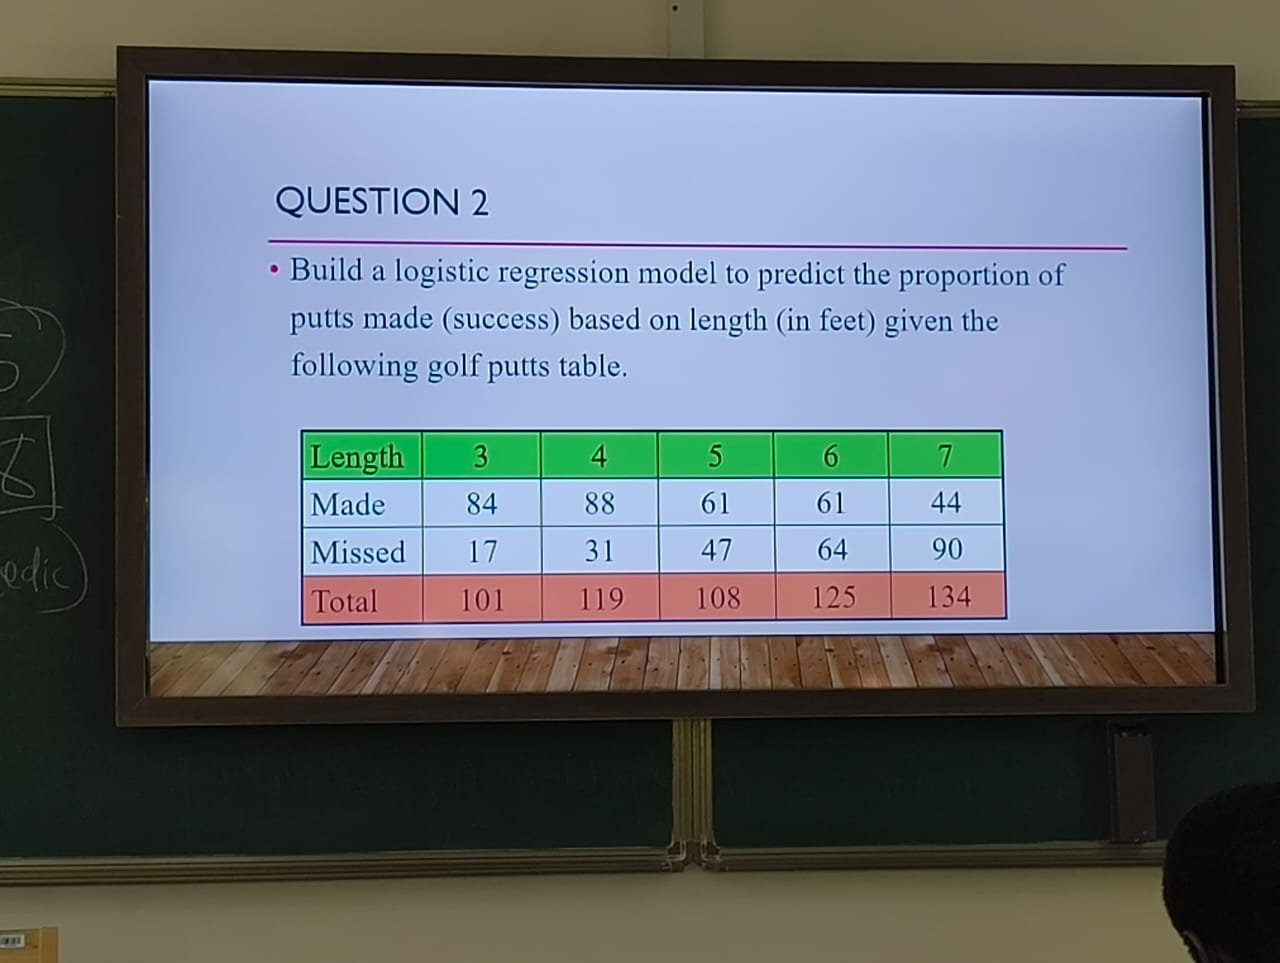 QUESTION 2
• Build a logistic regression model to predict the proportion of
putts made (success) based on length (in feet) given the
following golf putts table.
Length 3 4 5 6 7
Made 84 88 61 61 44
Missed 17 31 47 64 90
Total 101 119 108 125 134
8
edic